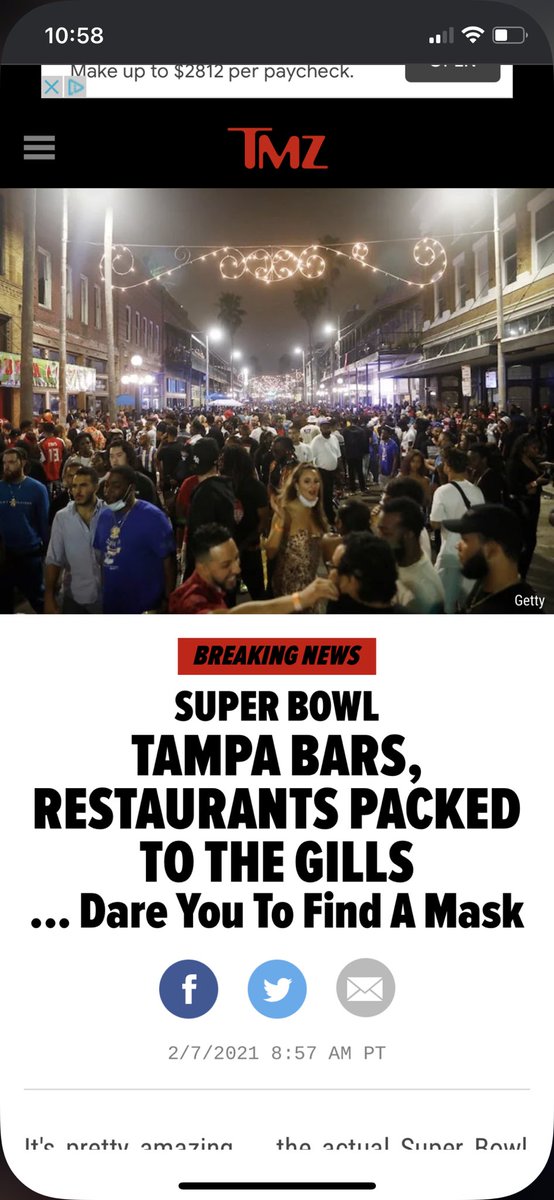 10:58
Make up to $2812 per paycheck.
TMZ
13
Getty
BREAKING NEWS
SUPER BOWL
TAMPA BARS,
RESTAURANTS PACKED
TO THE GILLS
... Dare You To Find A Mask
f
2/7/2021 8:57 AM PT
It's pretty amazing ... the actual Super Bowl